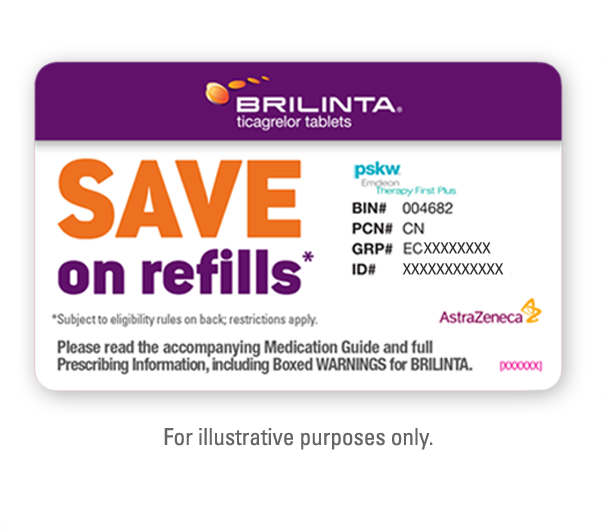 BRILINTA®
ticagrelor tablets
SAVE
on refills*
*Subject to eligibility rules on back; restrictions apply.
pskw
Emdeon
Therapy First Plus
BIN# 004682
PCN# CN
GRP# ECXXXXXXXX
ID# XXXXXXXXXXXX
AstraZeneca
Please read the accompanying Medication Guide and full
Prescribing Information, including Boxed WARNINGS for BRILINTA.
[XXXXXXX]
For illustrative purposes only.